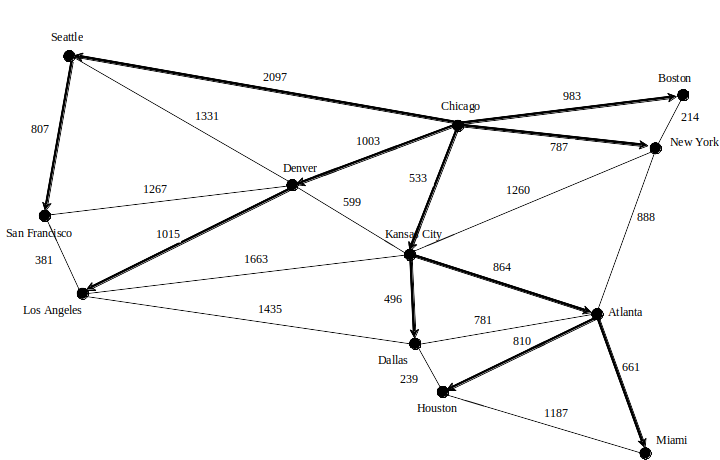 Seattle
2097
Boston
983
Chicago
807
1331
214
1003
787
New York
Denver
533
1267
599
1260
888
San Francisco
1015
Kansas City
381
1663
864
Los Angeles
1435
496
781
Atlanta
810
Dallas
661
239
Houston
1187
Miami